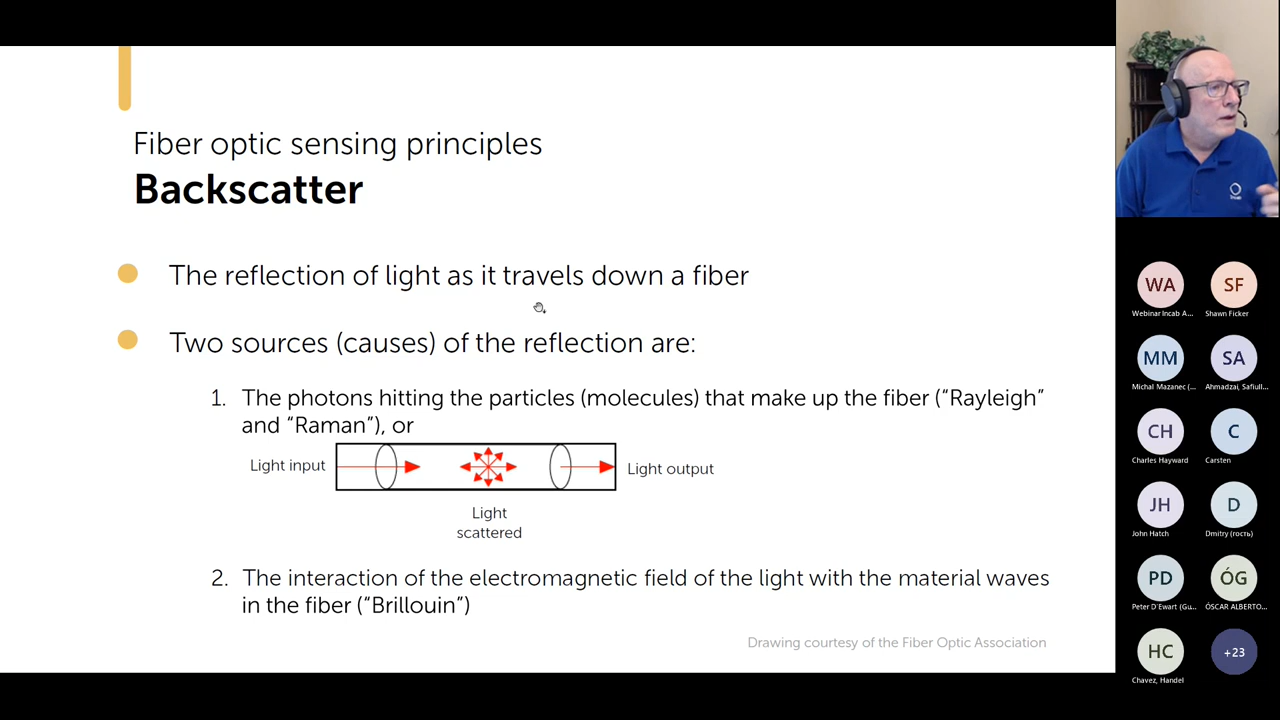 Fiber optic sensing principles
Backscatter
The reflection of light as it travels down a fiber
Two sources (causes) of the reflection are:
1. The photons hitting the particles (molecules) that make up the fiber (“Rayleigh”
and “Raman”), or
Light input
Light output
Light
scattered
2. The interaction of the electromagnetic field of the light with the material waves
in the fiber (“Brillouin”)
Drawing courtesy of the Fiber Optic Association
WA
SF
Webinar Incab A...
Shawn Ficker
MM
SA
Michal Mazanec (...
Ahmadzai, Safiull...
CH
C
Charles Hayward
Carsten
JH
D
John Hatch
Dmitry (гость)
PD
ÓG
Peter D'Ewart (Gu...
ÓSCAR ALBERTO...
HC
+23
Chavez, Handel